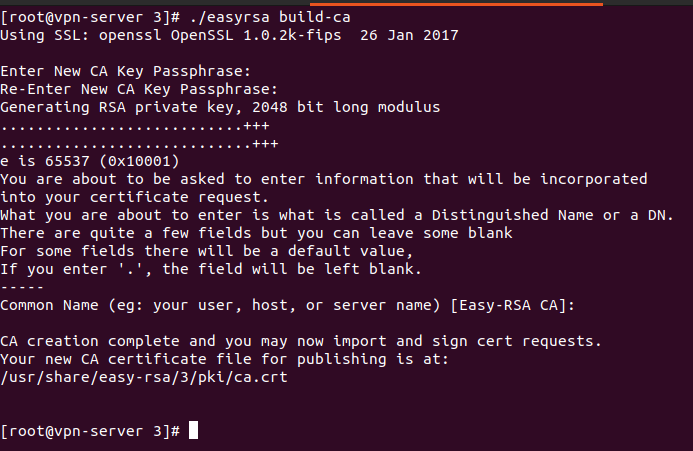 [root@vpn-server 3]# ./easyrsa build-ca
Using SSL: openssl OpenSSL 1.0.2k-fips  26 Jan 2017
Enter New CA Key Passphrase:
Re-Enter New CA Key Passphrase:
Generating RSA private key, 2048 bit long modulus
...........................+++
............................+++
e is 65537 (0x10001)
You are about to be asked to enter information that will be incorporated
into your certificate request.
What you are about to enter is what is called a Distinguished Name or a DN.
There are quite a few fields but you can leave some blank
For some fields there will be a default value,
If you enter '.', the field will be left blank.
-----
Common Name (eg: your user, host, or server name) [Easy-RSA CA]:
CA creation complete and you may now import and sign cert requests.
Your new CA certificate file for publishing is at:
/usr/share/easy-rsa/3/pki/ca.crt
[root@vpn-server 3]#